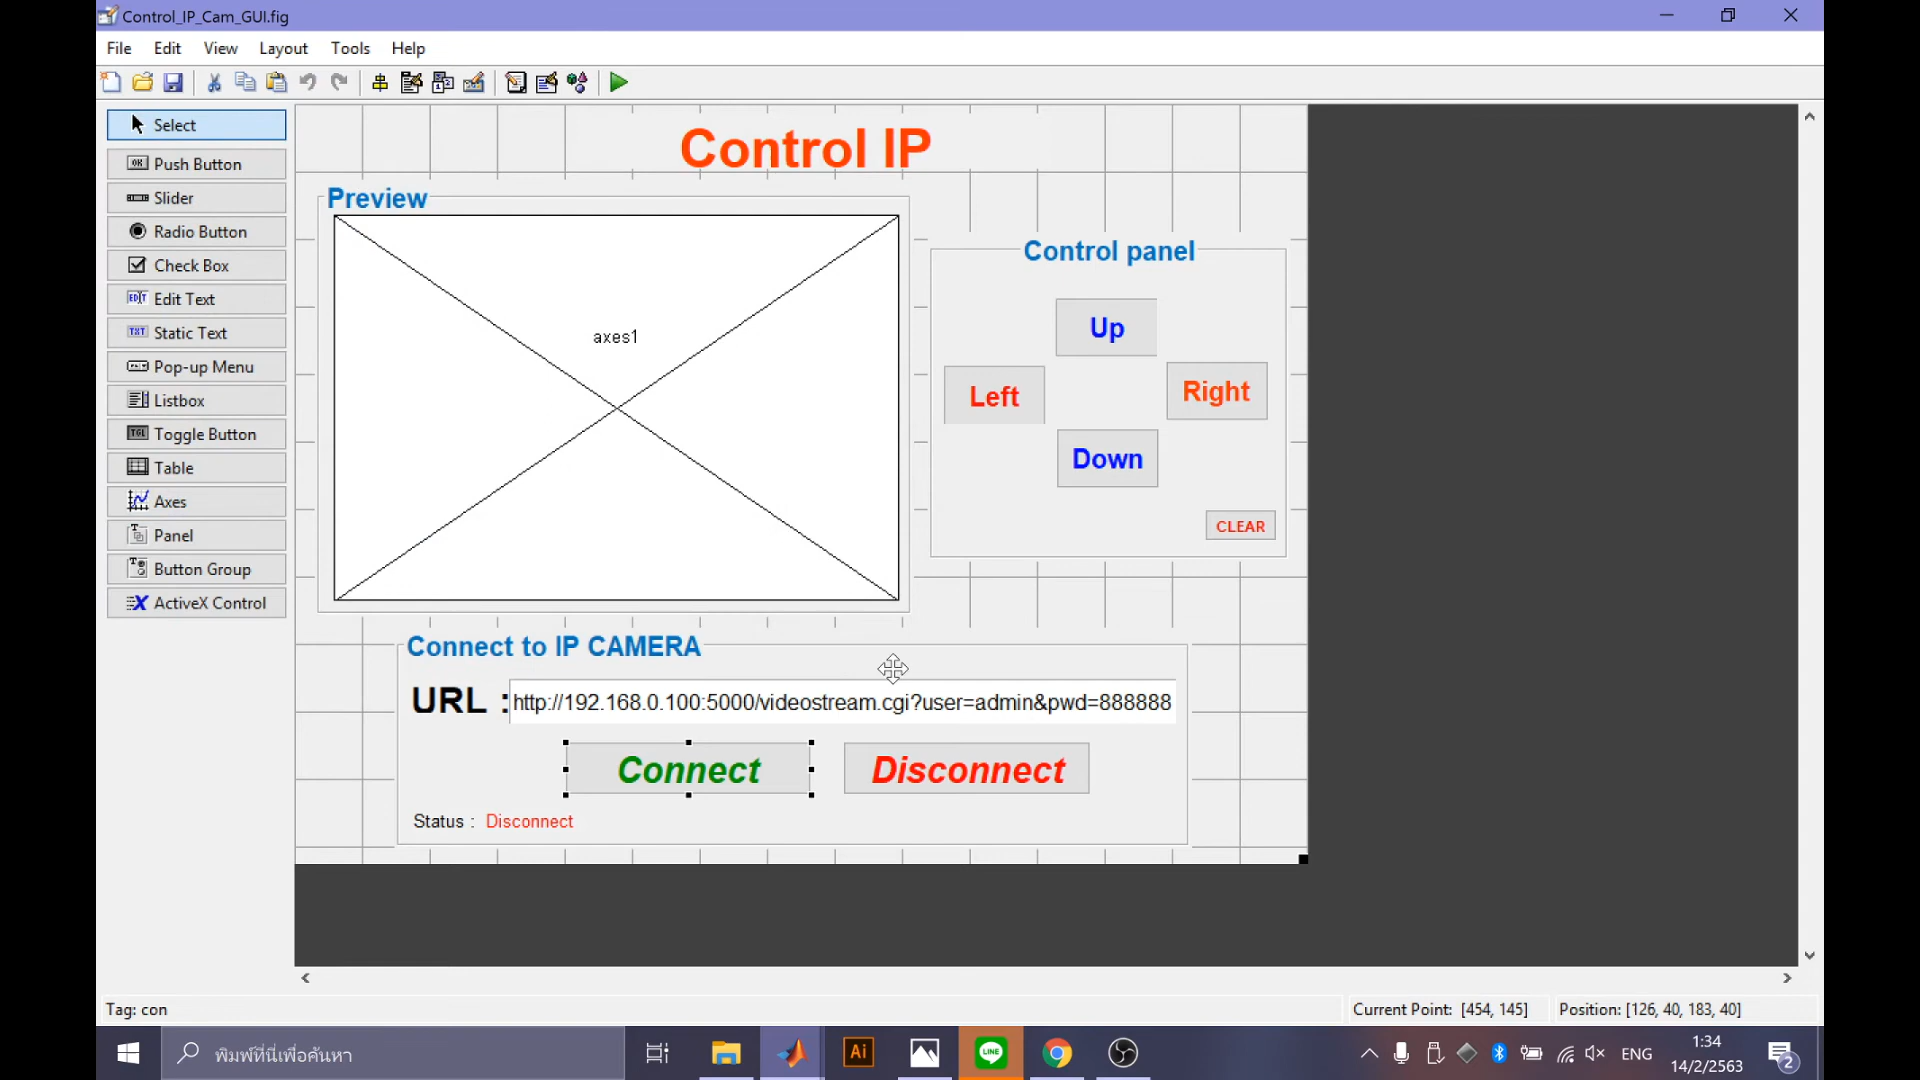 Control_IP_Cam_GUI.fig
File Edit View Layout Tools Help
Select
Push Button
Slider
Radio Button
Check Box
Edit Text
Static Text
Pop-up Menu
Listbox
Toggle Button
Table
Axes
Panel
Button Group
ActiveX Control
Control IP
Preview
axes1
Control panel
Up
Left
Right
Down
CLEAR
Connect to IP CAMERA
URL : http://192.168.0.100:5000/videostream.cgi?user=admin&pwd=888888
Connect Disconnect
Status : Disconnect
Tag: con
Current Point: [454, 145] Position: [126, 40, 183, 40]
พิมพ์ที่นี่เพื่อค้นหา
Ai
LINE
ENG
1:34
14/2/2563
2